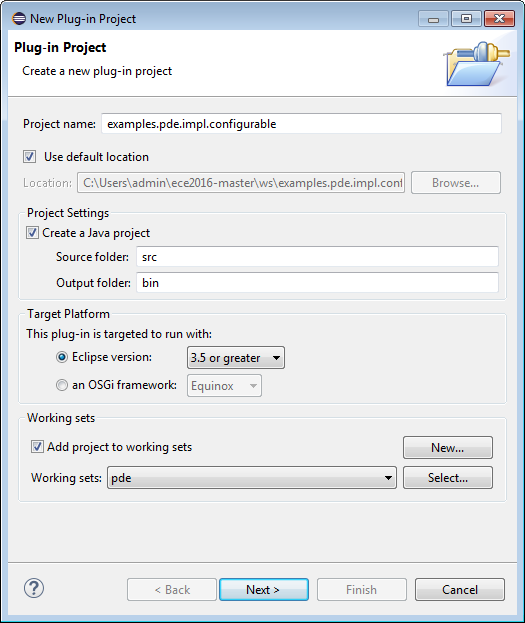 New Plug-in Project
Plug-in Project
Create a new plug-in project
Project name: examples.pde.impl.configurable
Use default location
Location: C:\Users\admin\ece2016-master\ws\examples.pde.impl.conf Browse...
Project Settings
Create a Java project
Source folder: src
Output folder: bin
Target Platform
This plug-in is targeted to run with:
Eclipse version: 3.5 or greater
an OSGi framework: Equinox
Working sets
Add project to working sets New...
Working sets: pde Select...
? < Back Next > Finish Cancel